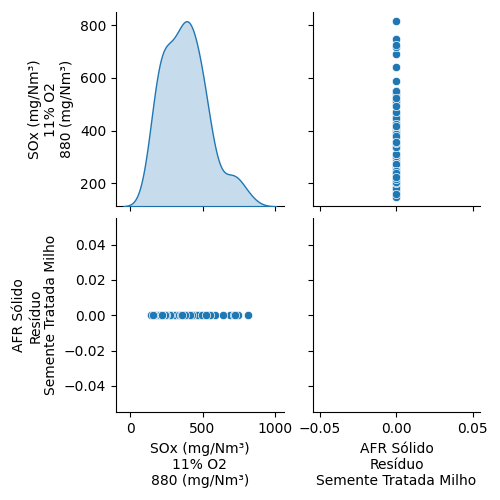 800
600
400
200
SOx (mg/Nm³)
11% O2
880 (mg/Nm³)
0.04
0.02
0.00
−0.02
−0.04
AFR Sólido
Resíduo
Semente Tratada Milho
0
500
1000
SOx (mg/Nm³)
11% O2
880 (mg/Nm³)
−0.05
0.00
0.05
AFR Sólido
Resíduo
Semente Tratada Milho